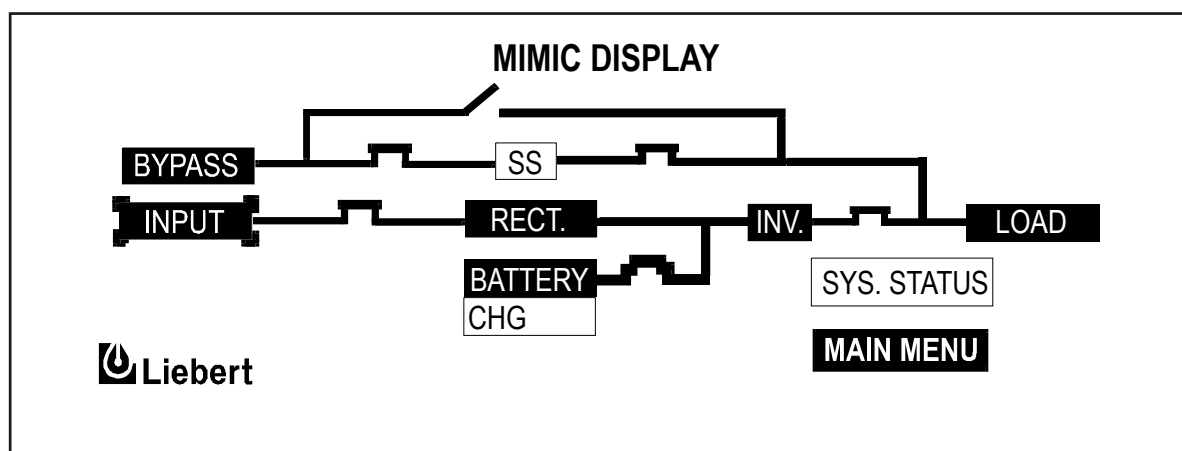 MIMIC DISPLAY
BYPASS
SS
INPUT
RECT.
INV.
LOAD
BATTERY
CHG
SYS. STATUS
MAIN MENU
Liebert